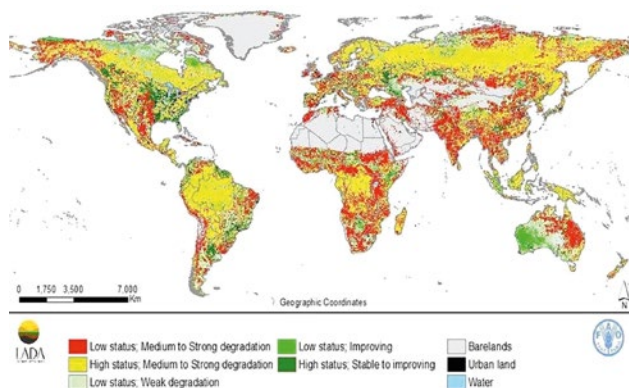 0 1,750 3,500 7,000
Km
Geographic Coordinates
N
LADA
Low status; Medium to Strong degradation
High status; Medium to Strong degradation
Low status; Weak degradation
Low status; Improving
High status; Stable to improving
Barelands
Urban land
Water